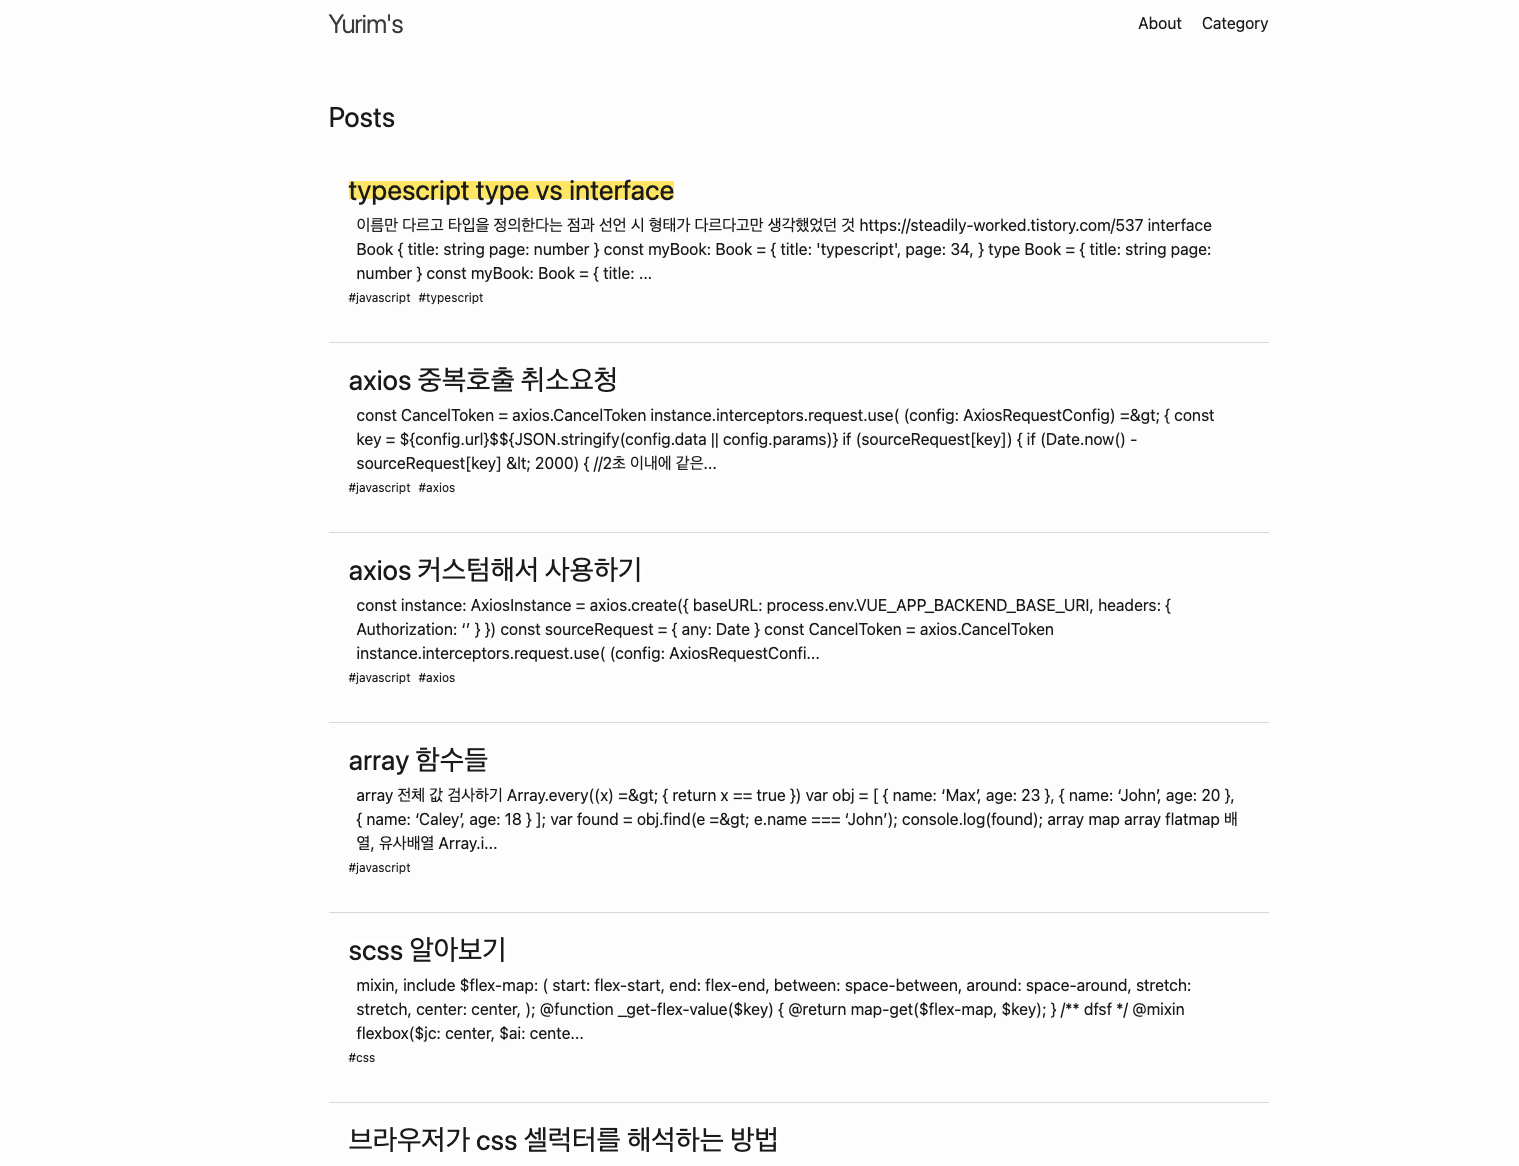 Yurim's
About Category
Posts
typescript type vs interface
이름만 다르고 타입을 정의한다는 점과 선언 시 형태가 다르다고만 생각했었던 것 https://steadily-worked.tistory.com/537 interface
Book { title: string page: number } const myBook: Book = { title: 'typescript', page: 34, } type Book = { title: string page:
number } const myBook: Book = { title: ...
#javascript #typescript
axios 중복호출 취소요청
const CancelToken = axios.CancelToken instance.interceptors.request.use( (config: AxiosRequestConfig) =&gt; { const
key = ${config.url}$${JSON.stringify(config.data || config.params)} if (sourceRequest[key]) { if (Date.now() -
sourceRequest[key] &lt; 2000) { //2초 이내에 같은...
#javascript #axios
axios 커스텀해서 사용하기
const instance: AxiosInstance = axios.create({ baseURL: process.env.VUE_APP_BACKEND_BASE_URI, headers: {
Authorization: ‘’ } }) const sourceRequest = { any: Date } const CancelToken = axios.CancelToken
instance.interceptors.request.use( (config: AxiosRequestConfi...
#javascript #axios
array 함수들
array 전체 값 검사하기 Array.every((x) =&gt; { return x == true }) var obj = [ { name: ‘Max’, age: 23 }, { name: ‘John’, age: 20 },
{ name: ‘Caley’, age: 18 } ]; var found = obj.find(e =&gt; e.name === ‘John’); console.log(found); array map array flatmap 배
열, 유사배열 Array.i...
#javascript
scss 알아보기
mixin, include $flex-map: ( start: flex-start, end: flex-end, between: space-between, around: space-around, stretch:
stretch, center: center, ); @function _get-flex-value($key) { @return map-get($flex-map, $key); } /** dfsf */ @mixin
flexbox($jc: center, $ai: cente...
#css
브라우저가 css 셀럭터를 해석하는 방법